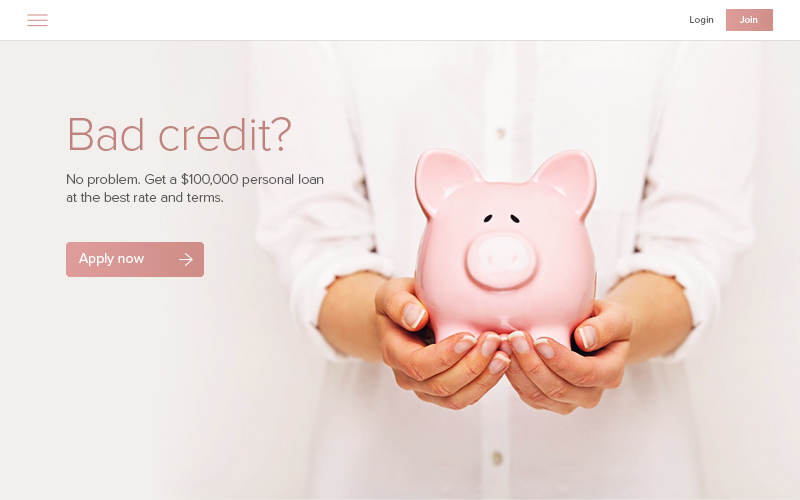 Login
Join
Bad credit?
No problem. Get a $100,000 personal loan
at the best rate and terms.
Apply now